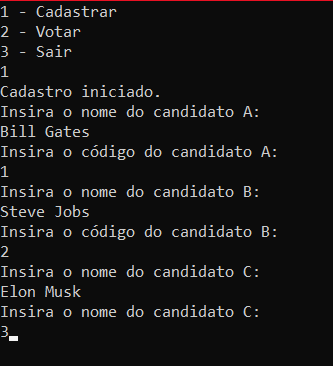 1 - Cadastrar
2 - Votar
3 - Sair
1
Cadastro iniciado.
Insira o nome do candidato A:
Bill Gates
Insira o código do candidato A:
1
Insira o nome do candidato B:
Steve Jobs
Insira o código do candidato B:
2
Insira o nome do candidato C:
Elon Musk
Insira o nome do candidato C:
3